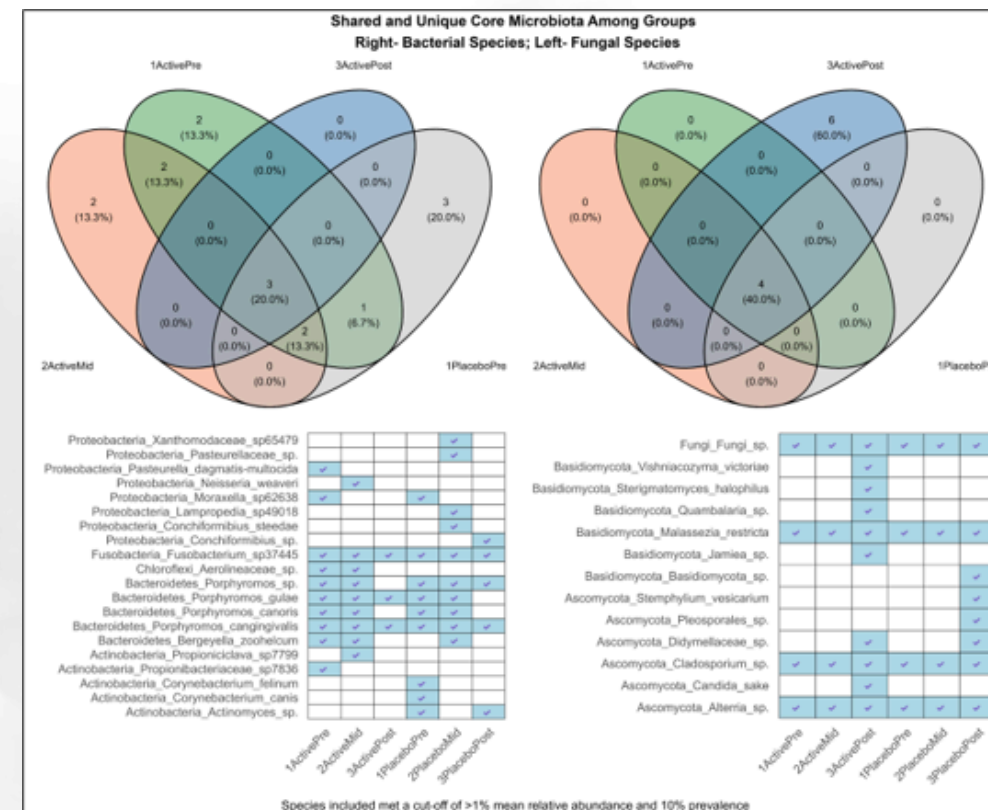 Shared and Unique Core Microbiota Among Groups
Right- Bacterial Species; Left- Fungal Species
1ActivePre
3ActivePost
2
(13.3%)
0
(0.0%)
2
(13.3%)
0
(0.0%)
0
(0.0%)
2
(13.3%)
3
(20.0%)
0
(0.0%)
0
(0.0%)
3
(20.0%)
0
(0.0%)
1
(6.7%)
0
(0.0%)
2
(13.3%)
0
(0.0%)
2ActiveMid
1PlaceboPre
1ActivePre
3ActivePost
0
(0.0%)
6
(60.0%)
0
(0.0%)
0
(0.0%)
0
(0.0%)
0
(0.0%)
0
(0.0%)
0
(0.0%)
0
(0.0%)
4
(40.0%)
0
(0.0%)
0
(0.0%)
0
(0.0%)
0
(0.0%)
0
(0.0%)
2ActiveMid
1PlaceboP
Proteobacteria_Xanthomodaceae_sp65479
Proteobacteria_Pasteurellaceae_sp.
Proteobacteria_Pasteurella_dagmatis-multocida
Proteobacteria_Neisseria_weaveri
Proteobacteria_Moraxella_sp62638
Proteobacteria_Lampropedia_sp49018
Proteobacteria_Conchiformibius_steedae
Proteobacteria_Conchiformibius_sp.
Fusobacteria_Fusobacterium_sp37445
Chloroflexi_Aerolineaceae_sp.
Bacteroidetes_Porphyromos_sp.
Bacteroidetes_Porphyromos_gulae
Bacteroidetes_Porphyromos_canoris
Bacteroidetes_Porphyromos_cangingivalis
Bacteroidetes_Bergeyella_zoohelcum
Actinobacteria_Propioniciclava_sp7799
Actinobacteria_Propionibacteriaceae_sp7836
Actinobacteria_Corynebacterium_felinum
Actinobacteria_Corynebacterium_canis
Actinobacteria_Actinomyces_sp.
1ActivePre
2ActiveMid
3ActivePost
1PlaceboPre
2PlaceboMid
3PlaceboPost
Fungi_Fungi_sp.
Basidiomycota_Vishniacozyma_victoriae
Basidiomycota_Sterigmatomyces_halophilus
Basidiomycota_Quambalaria_sp.
Basidiomycota_Malassezia_restricta
Basidiomycota_Jamiea_sp.
Basidiomycota_Basidiomycota_sp.
Ascomycota_Stemphylium_vesicarium
Ascomycota_Pleosporales_sp.
Ascomycota_Didymellaceae_sp.
Ascomycota_Cladosporium_sp.
Ascomycota_Candida_sake
Ascomycota_Alterria_sp.
1ActivePre
2ActiveMid
3ActivePost
1PlaceboPre
2PlaceboMid
3PlaceboPost
Species included met a cut-off of >1% mean relative abundance and 10% prevalence